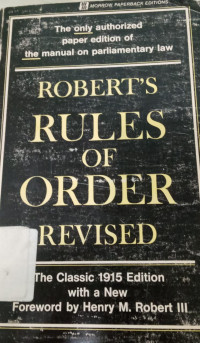 MORROW PAPERBACK EDITIONS
The only authorized
paper edition of
the manual on parliamentary law
ROBERT'S
RULES
OF
ORDER
REVISED
The Classic 1915 Edition
with a New
Foreword by Henry M. Robert III